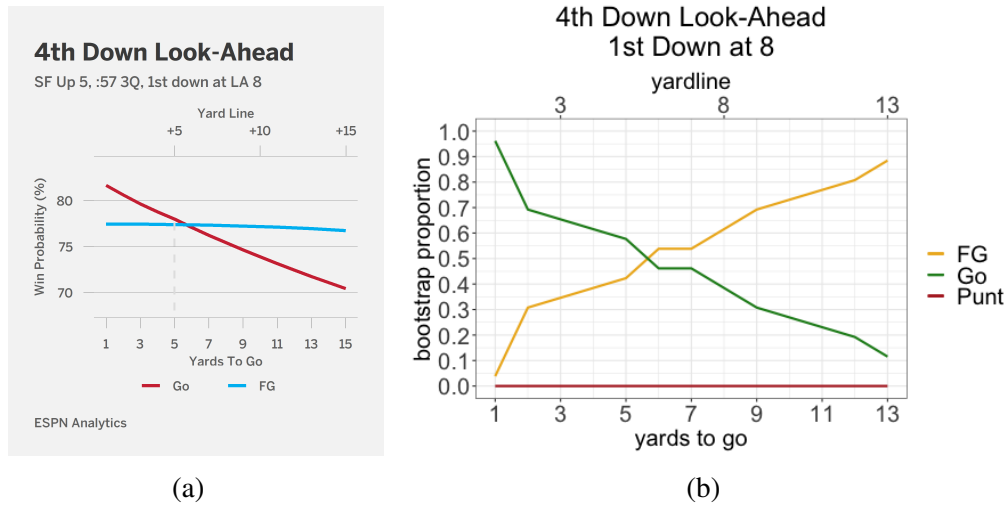 4th Down Look-Ahead
SF Up 5, :57 3Q, 1st down at LA 8
Yard Line
+5 +10 +15
Win Probability (%)
80
75
70
1 3 5 7 9 11 13 15
Yards To Go
Go FG
ESPN Analytics
(a)
4th Down Look-Ahead
1st Down at 8
yardline
3 8 13
bootstrap proportion
1.0
0.9
0.8
0.7
0.6
0.5
0.4
0.3
0.2
0.1
0.0
1 3 5 7 9 11 13
yards to go
FG
Go
Punt
(b)